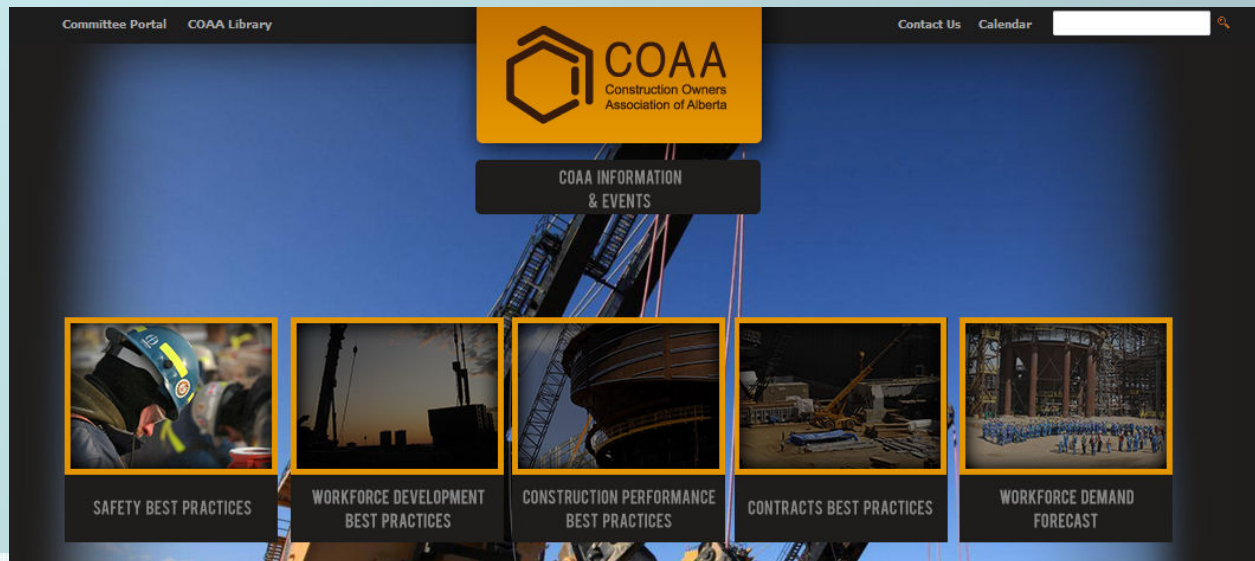 Committee Portal COAA Library
Contact Us Calendar
COAA
Construction Owners
Association of Alberta
COAA INFORMATION
& EVENTS
SAFETY BEST PRACTICES
WORKFORCE DEVELOPMENT
BEST PRACTICES
CONSTRUCTION PERFORMANCE
BEST PRACTICES
CONTRACTS BEST PRACTICES
WORKFORCE DEMAND
FORECAST